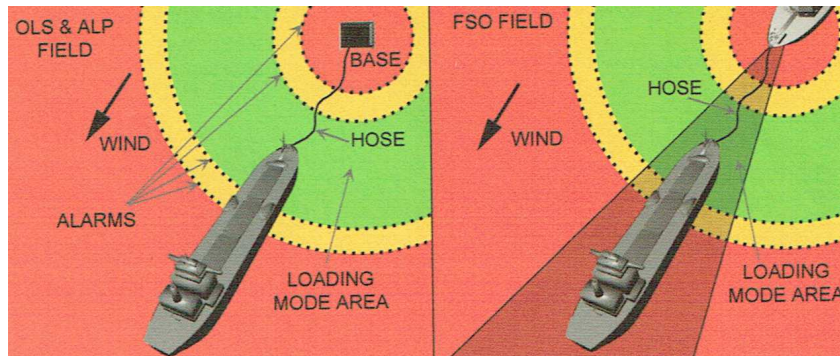 OLS & ALP
FIELD
BASE
WIND
HOSE
ALARMS
LOADING
MODE AREA
FSO FIELD
HOSE
WIND
LOADING
MODE AREA